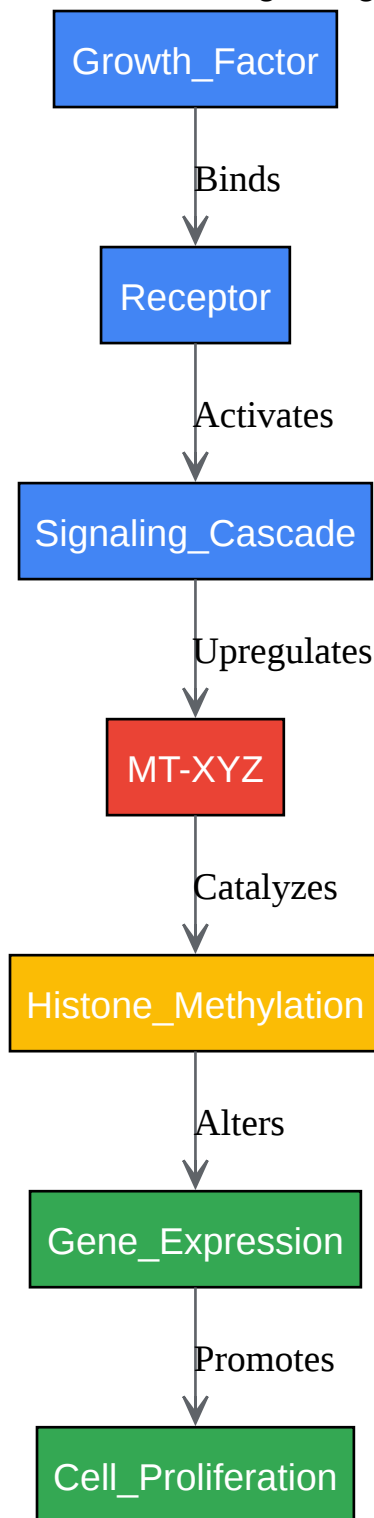 Growth_Factor
Binds
Receptor
Activates
Signaling_Cascade
Upregulates
MT-XYZ
Catalyzes
Histone_Methylation
Alters
Gene_Expression
Promotes
Cell_Proliferation